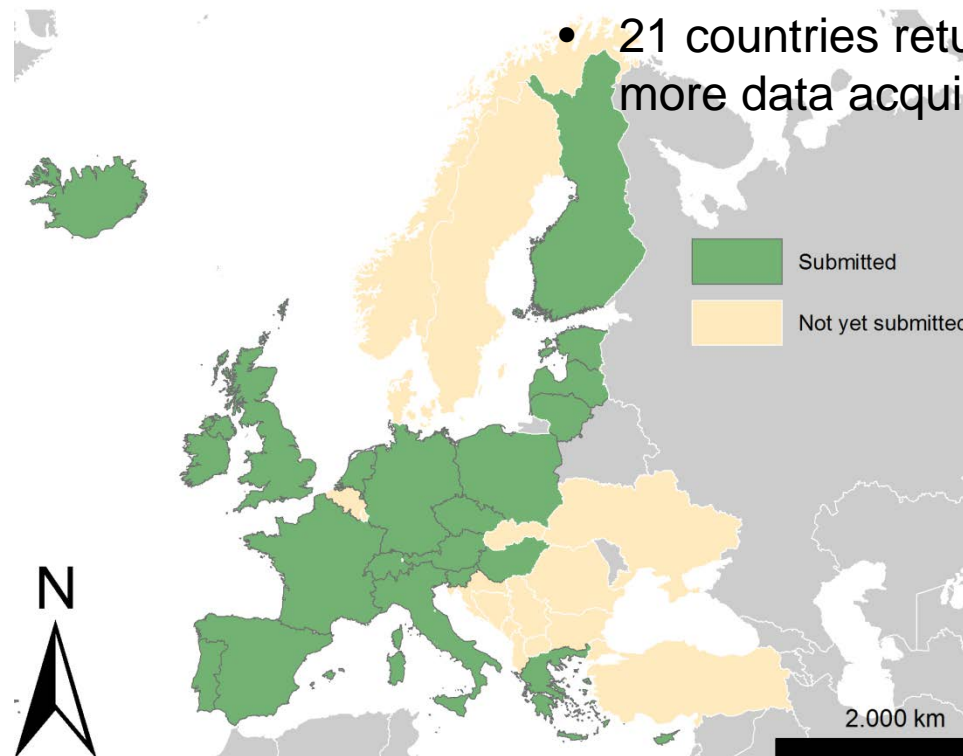 • 21 countries retu
more data acqui
Submitted
Not yet submitted
N
2.000 km